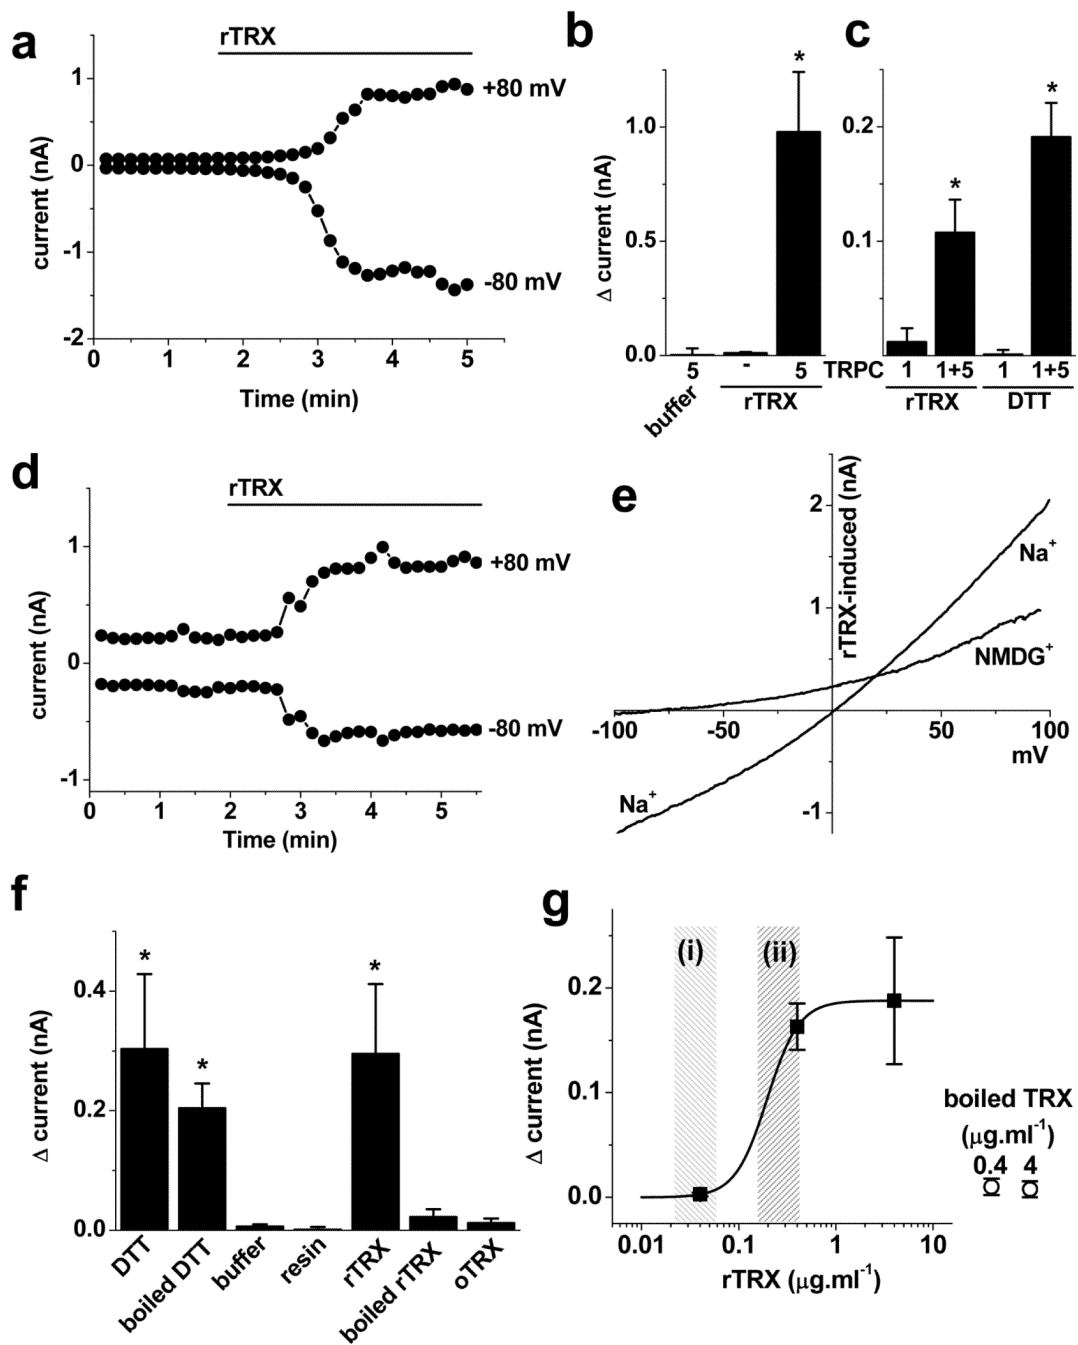 a
rTRX
1
0
-1
-2
current (nA)
+80 mV
-80 mV
0 1 2 3 4 5
Time (min)
b
Δ current (nA)
1.0
0.5
0.0
*
5 - 5
buffer
rTRX
TRPC
c
0.2
0.1
* *
1 1+5 1 1+5
rTRX DTT
d
rTRX
1
0
-1
current (nA)
+80 mV
-80 mV
0 1 2 3 4 5
Time (min)
e
rTRX-induced (nA)
2
1
-1
Na+
NMDG+
-100 -50 50 100
mV
Na+
f
Δ current (nA)
0.4
0.2
0.0
* * *
DTT
boiled DTT
buffer
resin
rTRX
boiled rTRX
oTRX
g
(i) (ii)
Δ current (nA)
0.2
0.1
0.0
0.01 0.1 1 10
rTRX (μg.ml-1)
boiled TRX
(μg.ml-1)
0.4 4